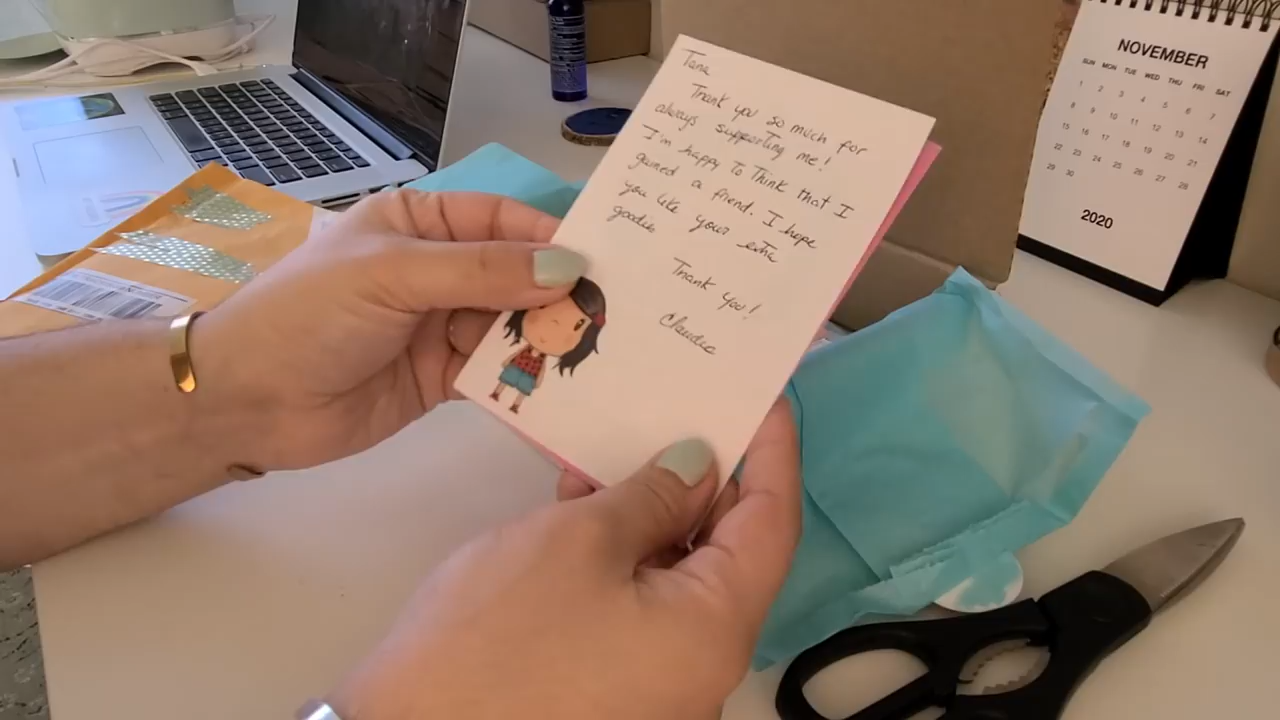 Tana
Thank you so much for
always supporting me!
I'm happy to think that I
gained a friend. I hope
you like your extra
goodies
Thank You!
Claudia
NOVEMBER
SUN MON TUE WED THU FRI SAT
1 2 3 4 5 6 7
8 9 10 11 12 13 14
15 16 17 18 19 20 21
22 23 24 25 26 27 28
29 30
2020